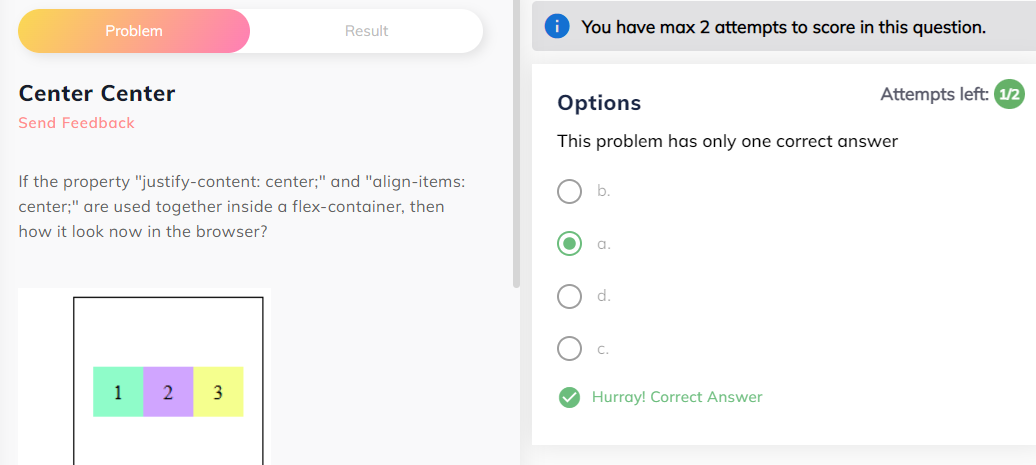 Problem
Result
Center Center
Send Feedback
If the property "justify-content: center;" and "align-items:
center;" are used together inside a flex-container, then
how it look now in the browser?
1 2 3
You have max 2 attempts to score in this question.
Options
Attempts left: 1/2
This problem has only one correct answer
b.
a.
d.
c.
Hurray! Correct Answer